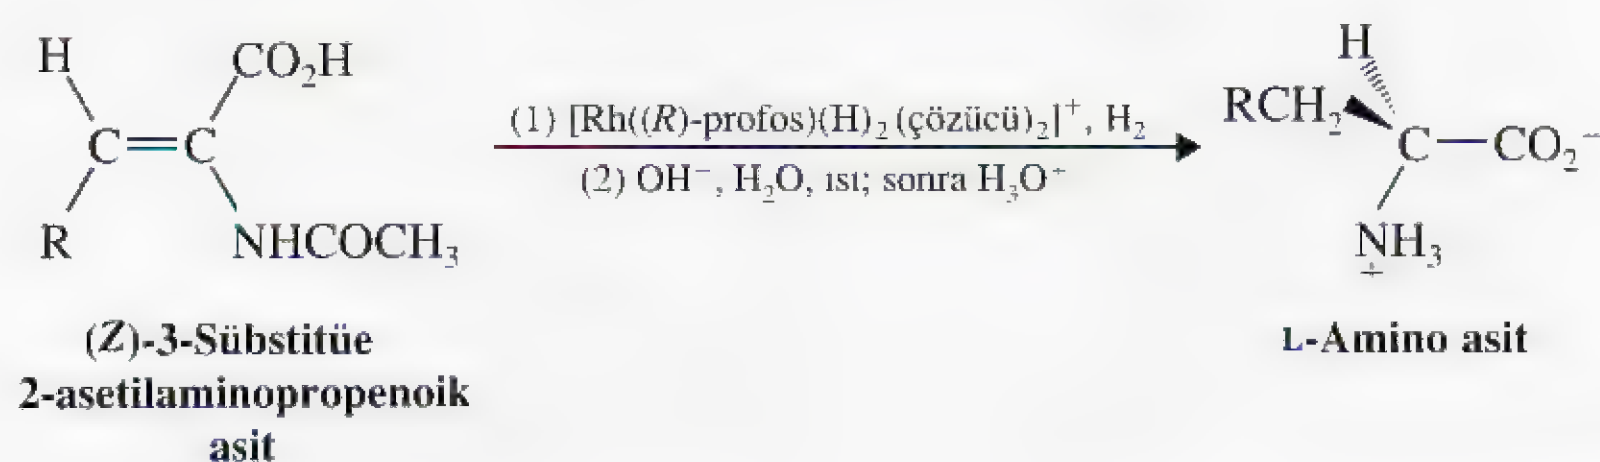 H CO₂H
C=C
R NHCOCH₃
(1) [Rh((R)-profos)(H)₂(çözücü)₂]⁺, H₂
(2) OH⁻, H₂O, ısı; sonra H₃O⁺
H
RCH₂
C—CO₂⁻
NH₃
+
(Z)-3-Sübstitüe
2-asetilaminopropenoik
asit
L-Amino asit